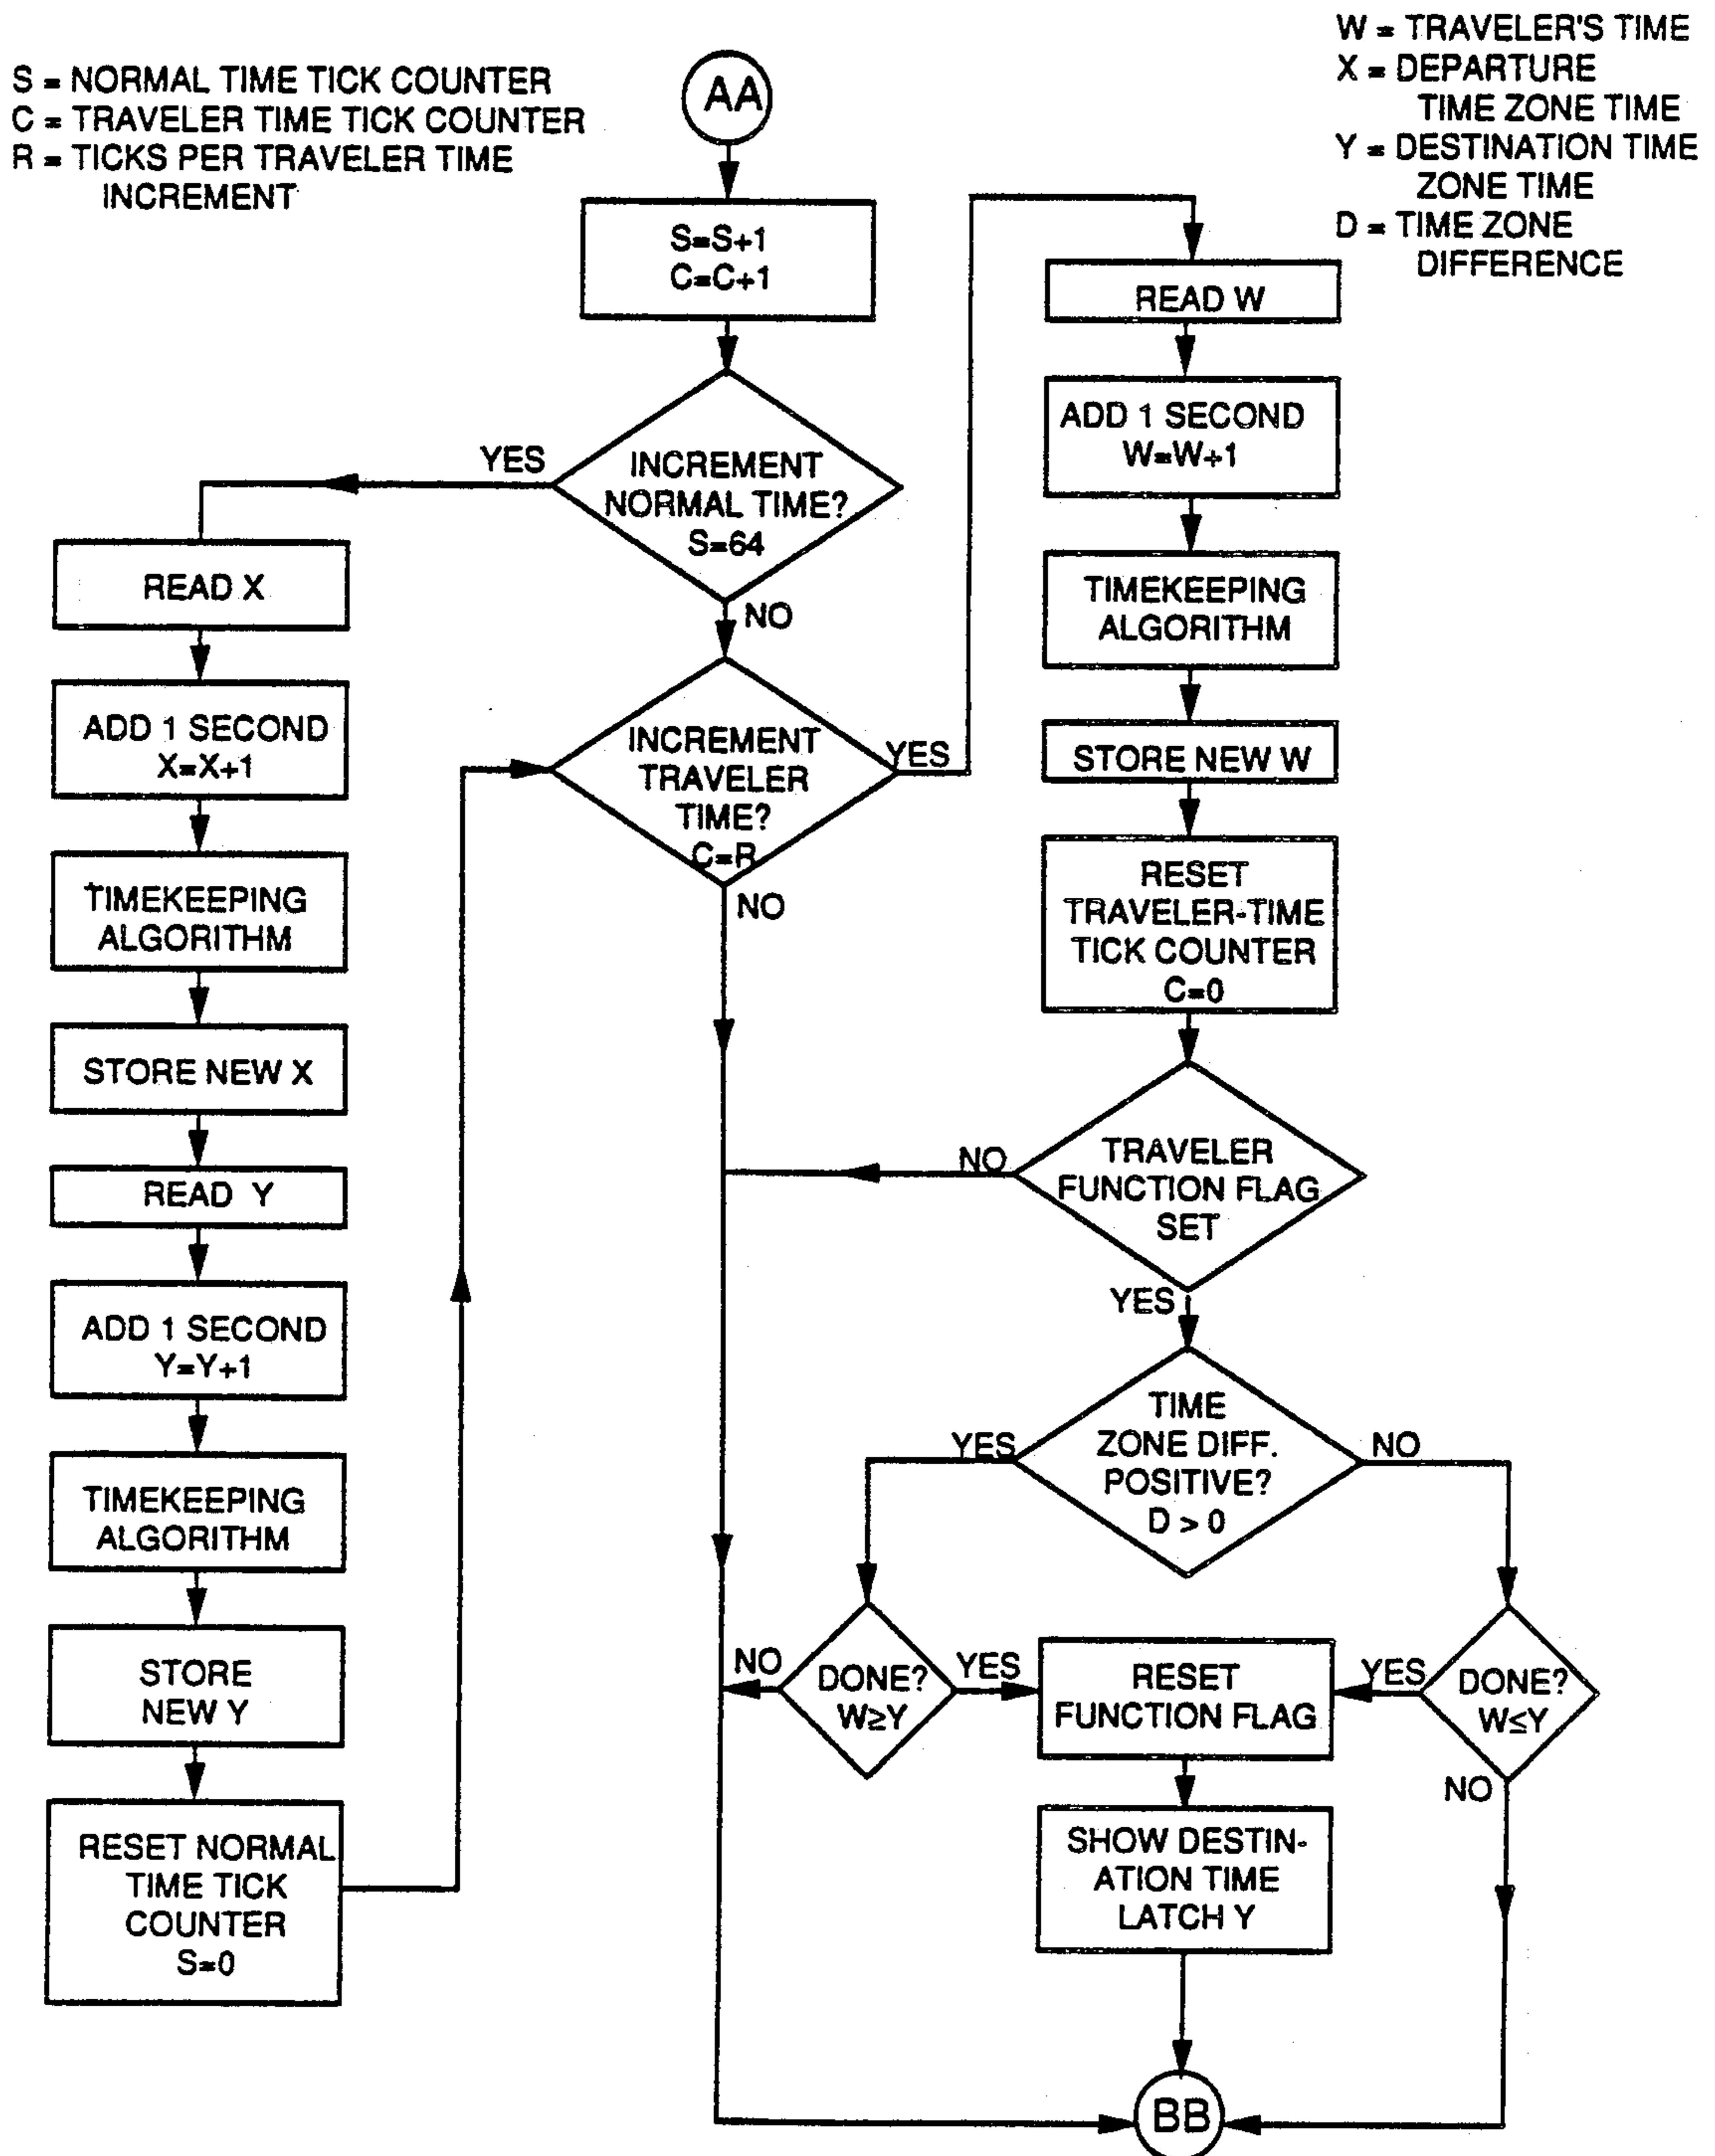 S = NORMAL TIME TICK COUNTER
C = TRAVELER TIME TICK COUNTER
R = TICKS PER TRAVELER TIME
INCREMENT
W = TRAVELER'S TIME
X = DEPARTURE
TIME ZONE TIME
Y = DESTINATION TIME
ZONE TIME
D = TIME ZONE
DIFFERENCE
AA
S=S+1
C=C+1
INCREMENT
NORMAL TIME?
S=64
YES
NO
READ X
ADD 1 SECOND
X=X+1
TIMEKEEPING
ALGORITHM
STORE NEW X
READ Y
ADD 1 SECOND
Y=Y+1
TIMEKEEPING
ALGORITHM
STORE
NEW Y
RESET NORMAL
TIME TICK
COUNTER
S=0
INCREMENT
TRAVELER
TIME?
C=R
YES
NO
READ W
ADD 1 SECOND
W=W+1
TIMEKEEPING
ALGORITHM
STORE NEW W
RESET
TRAVELER-TIME
TICK COUNTER
C=0
TRAVELER
FUNCTION FLAG
SET
NO
YES
TIME
ZONE DIFF.
POSITIVE?
D > 0
YES
NO
DONE?
W≥Y
NO
YES
RESET
FUNCTION FLAG
YES
DONE?
W≤Y
NO
SHOW DESTIN-
ATION TIME
LATCH Y
BB